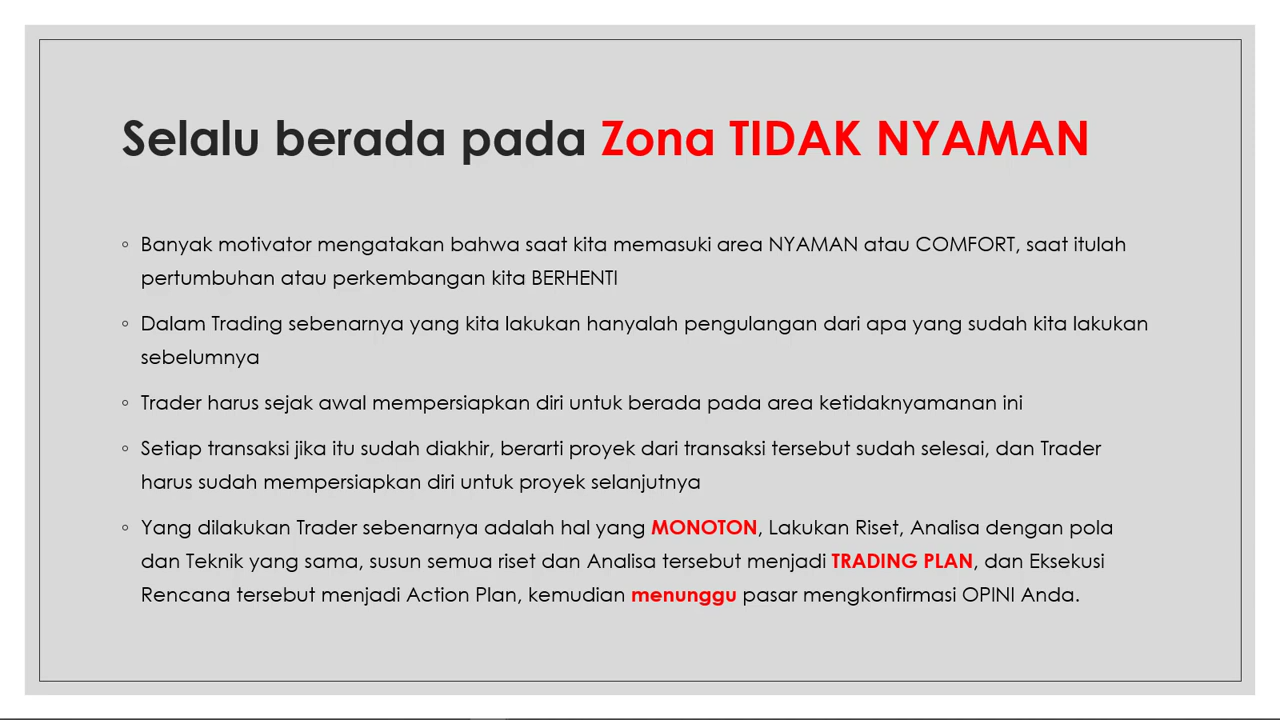 Selalu berada pada Zona TIDAK NYAMAN
◦ Banyak motivator mengatakan bahwa saat kita memasuki area NYAMAN atau COMFORT, saat itulah
pertumbuhan atau perkembangan kita BERHENTI
◦ Dalam Trading sebenarnya yang kita lakukan hanyalah pengulangan dari apa yang sudah kita lakukan
sebelumnya
◦ Trader harus sejak awal mempersiapkan diri untuk berada pada area ketidaknyamanan ini
◦ Setiap transaksi jika itu sudah diakhir, berarti proyek dari transaksi tersebut sudah selesai, dan Trader
harus sudah mempersiapkan diri untuk proyek selanjutnya
◦ Yang dilakukan Trader sebenarnya adalah hal yang MONOTON, Lakukan Riset, Analisa dengan pola
dan Teknik yang sama, susun semua riset dan Analisa tersebut menjadi TRADING PLAN, dan Eksekusi
Rencana tersebut menjadi Action Plan, kemudian menunggu pasar mengkonfirmasi OPINI Anda.